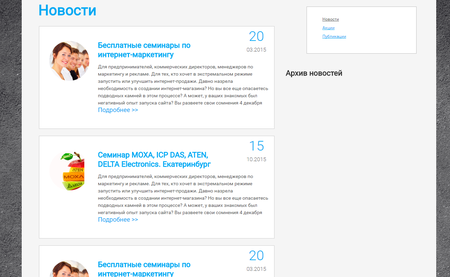 Новости
20
03.2015
Бесплатные семинары по
интернет-маркетингу
Для предпринимателей, коммерческих директоров, менеджеров по
маркетингу и рекламе. Для тех, кто хочет в экстремальном режиме
запустить или улучшить интернет-продажи. Давно назрела
необходимость в создании интернет-магазина? Но вы все еще опасаетесь
подводных камней в этом процессе? А может, у ваших знакомых был
негативный опыт запуска сайта? Вы развеете свои сомнения 4 декабря
Подробнее >>
15
10.2015
Семинар MOXA, ICP DAS, ATEN,
DELTA Electronics. Екатеринбург
Для предпринимателей, коммерческих директоров, менеджеров по
маркетингу и рекламе. Для тех, кто хочет в экстремальном режиме
запустить или улучшить интернет-продажи. Давно назрела
необходимость в создании интернет-магазина? Но вы все еще опасаетесь
подводных камней в этом процессе? А может, у ваших знакомых был
негативный опыт запуска сайта? Вы развеете свои сомнения 4 декабря
Подробнее >>
MOXA
20
03.2015
Бесплатные семинары по
интернет-маркетингу
Новости
Акции
Публикации
Архив новостей